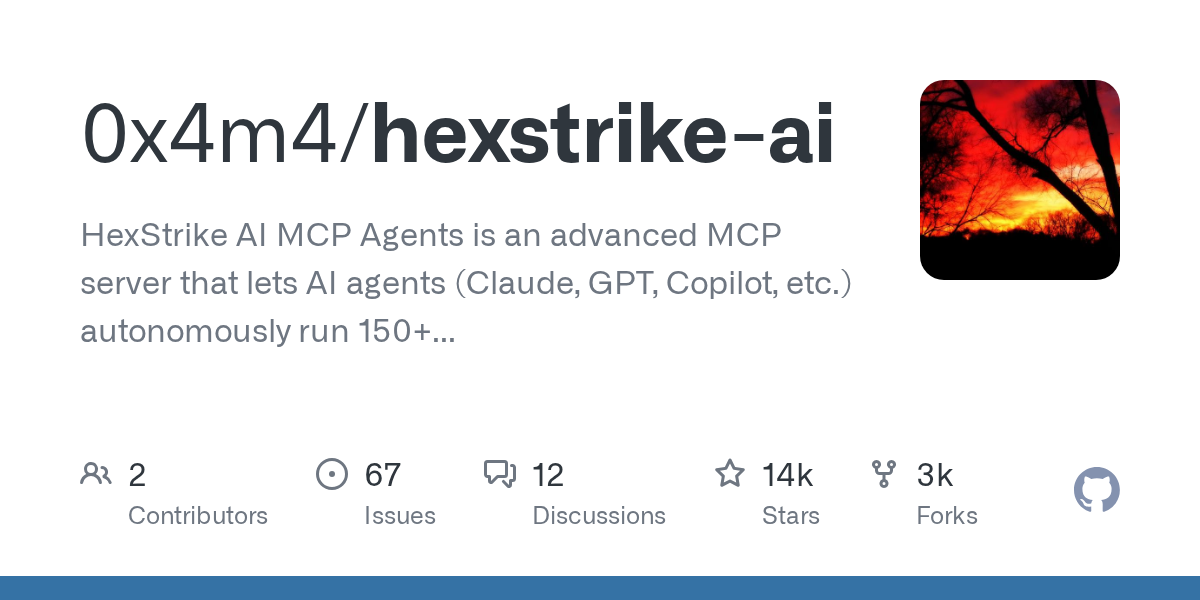 0x4m4/hexstrike-ai
HexStrike AI MCP Agents is an advanced MCP
server that lets AI agents (Claude, GPT, Copilot, etc.)
autonomously run 150+...
2
Contributors
67
Issues
12
Discussions
14k
Stars
3k
Forks